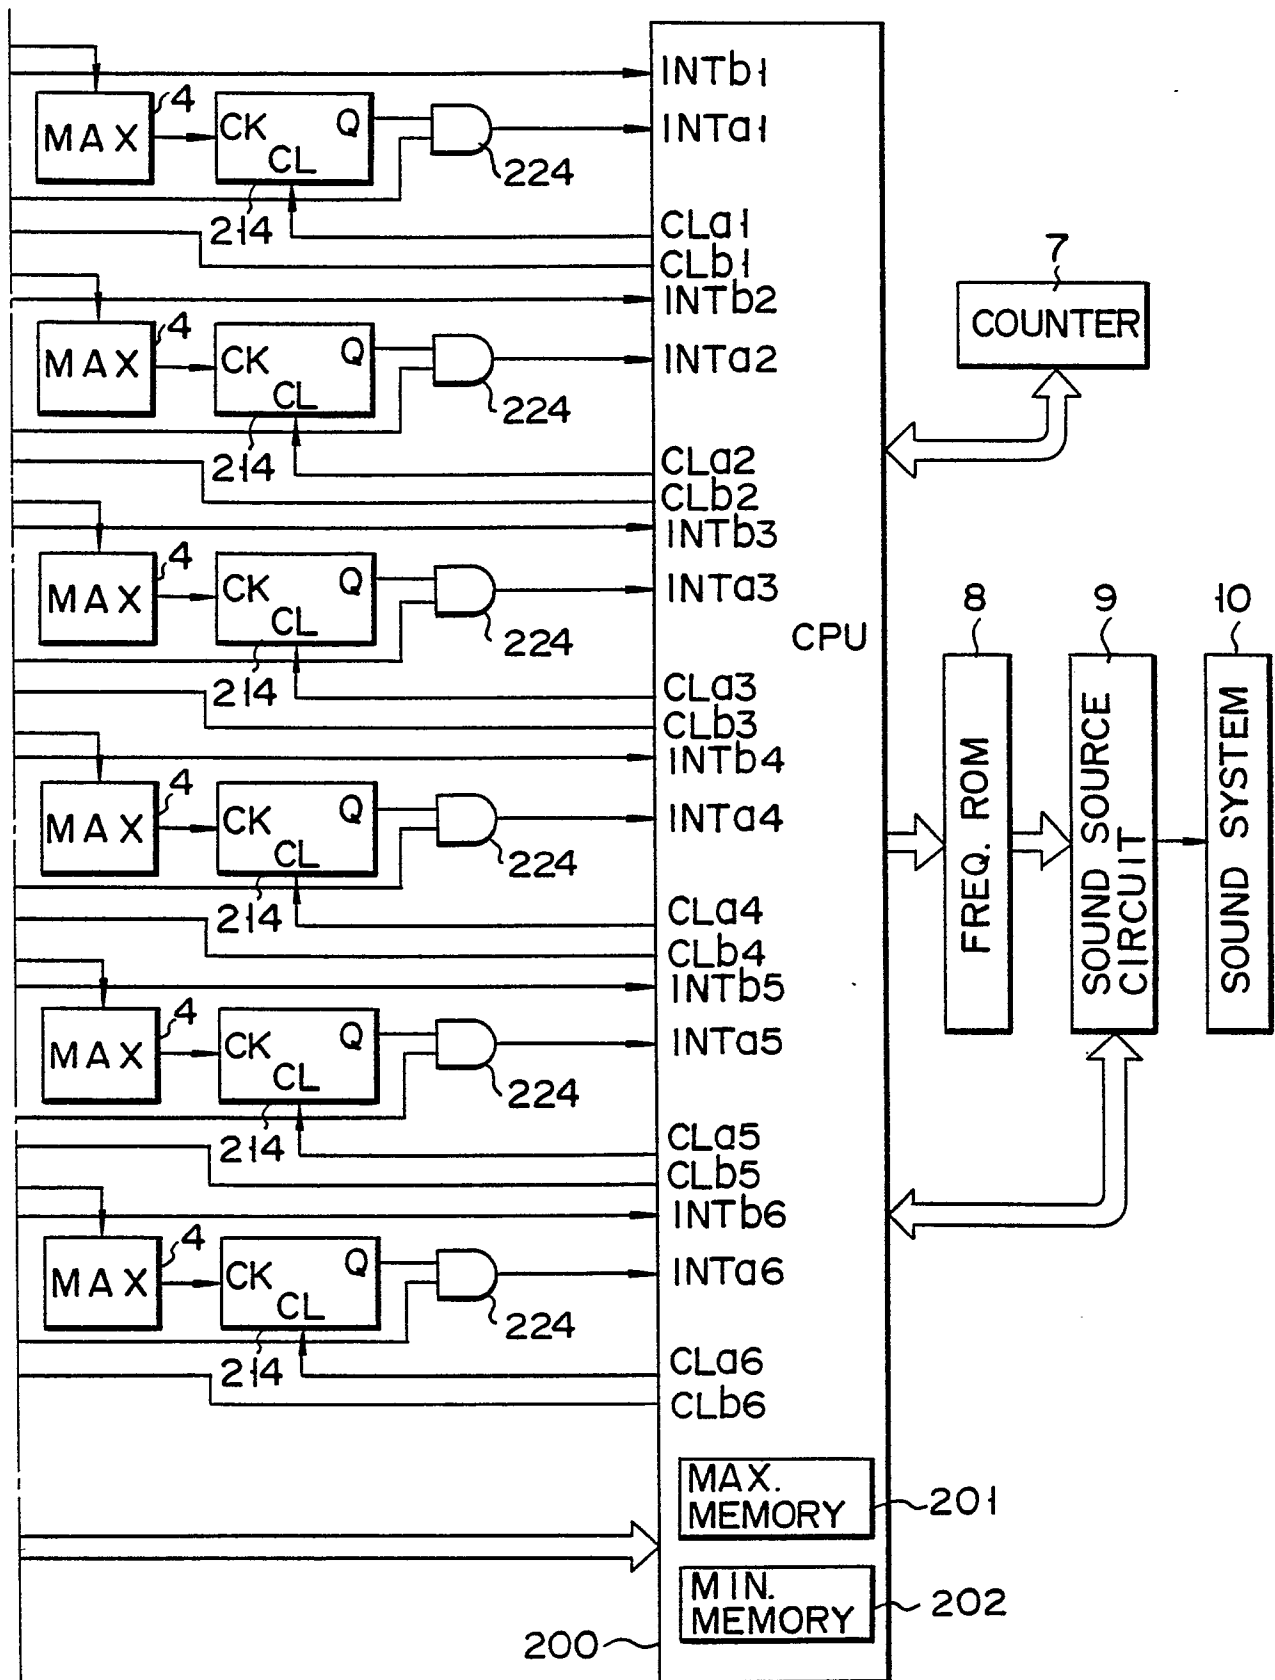 INTb1
4
MAX
CK
Q
CL
INTa1
224
214
CLa1
CLb1
INTb2
4
MAX
CK
Q
CL
INTa2
224
214
CLa2
CLb2
INTb3
4
MAX
CK
Q
CL
INTa3
224
214
CLa3
CLb3
INTb4
4
MAX
CK
Q
CL
INTa4
224
214
CLa4
CLb4
INTb5
4
MAX
CK
Q
CL
INTa5
224
214
CLa5
CLb5
INTb6
4
MAX
CK
Q
CL
INTa6
224
214
CLa6
CLb6
CPU
MAX.
MEMORY
201
MIN.
MEMORY
202
200
7
COUNTER
8
FREQ. ROM
9
SOUND SOURCE
CIRCUIT
10
SOUND SYSTEM